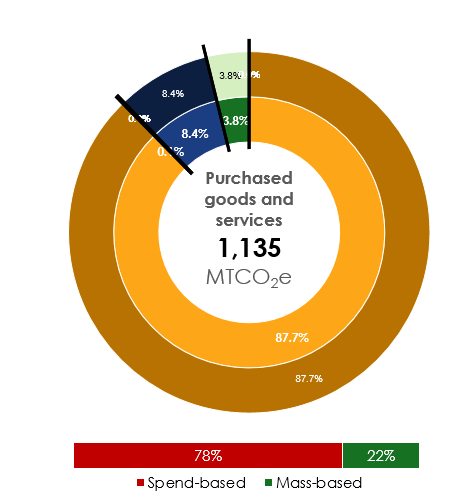 3.8%
8.4%
3.8%
8.4%
Purchased
goods and
services
1,135
MTCO₂e
87.7%
87.7%
78%
22%
Spend-based
Mass-based